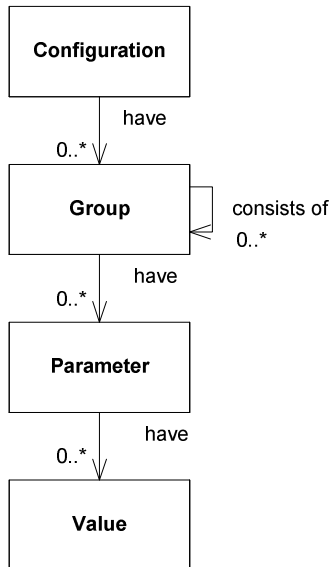 Configuration
have
0..*
Group
consists of
0..*
have
0..*
Parameter
have
0..*
Value